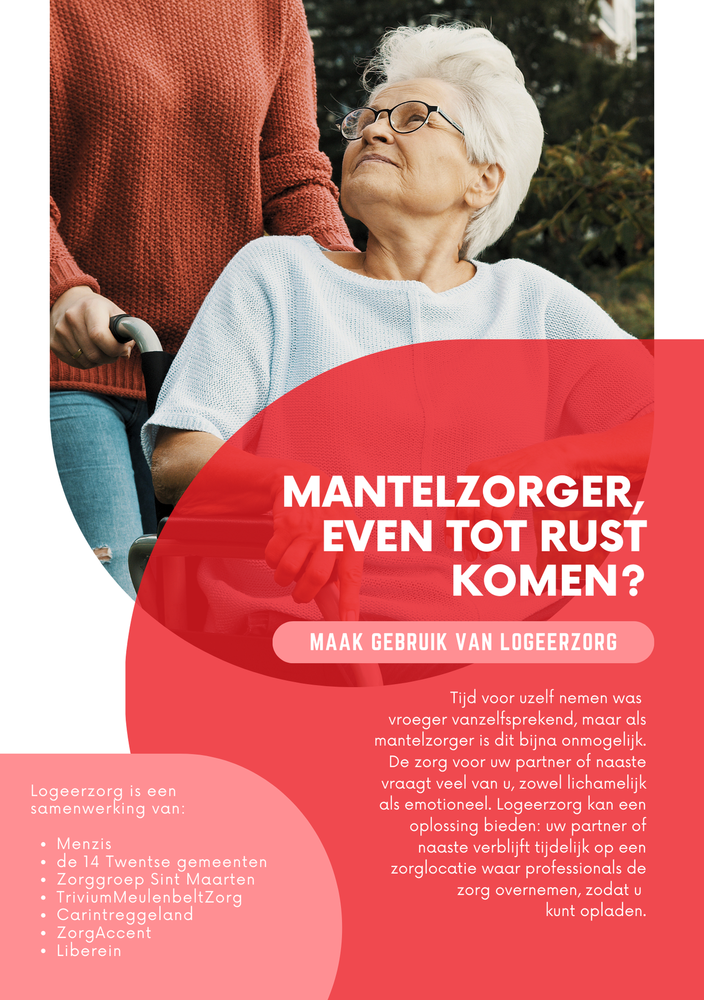 MANTELZORGER,
EVEN TOT RUST
KOMEN?
MAAK GEBRUIK VAN LOGEERZORG
Tijd voor uzelf nemen was
vroeger vanzelfsprekend, maar als
mantelzorger is dit bijna onmogelijk.
De zorg voor uw partner of naaste
vraagt veel van u, zowel lichamelijk
als emotioneel. Logeerzorg kan een
oplossing bieden: uw partner of
naaste verblijft tijdelijk op een
zorglocatie waar professionals de
zorg overnemen, zodat u
kunt opladen.
Logeerzorg is een
samenwerking van:
• Menzis
• de 14 Twentse gemeenten
• Zorggroep Sint Maarten
• TriviumMeulenbeltZorg
• Carintreggeland
• ZorgAccent
• Liberein